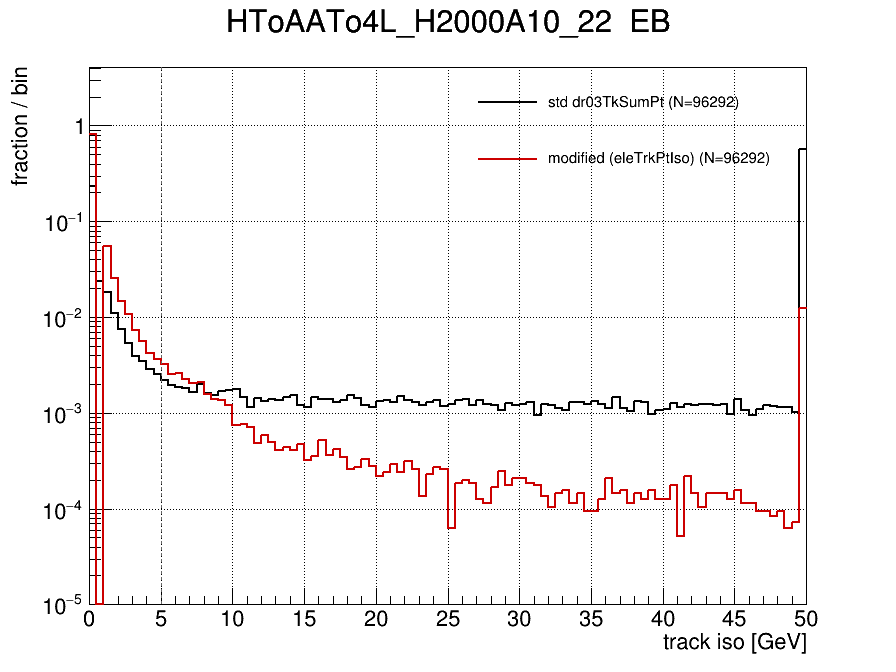 HToAATo4L_H2000A10_22 EB
fraction / bin
std dr03TkSumPt (N=96292)
modified (eleTrkPtIso) (N=96292)
1
10⁻¹
10⁻²
10⁻³
10⁻⁴
10⁻⁵
0 5 10 15 20 25 30 35 40 45 50
track iso [GeV]